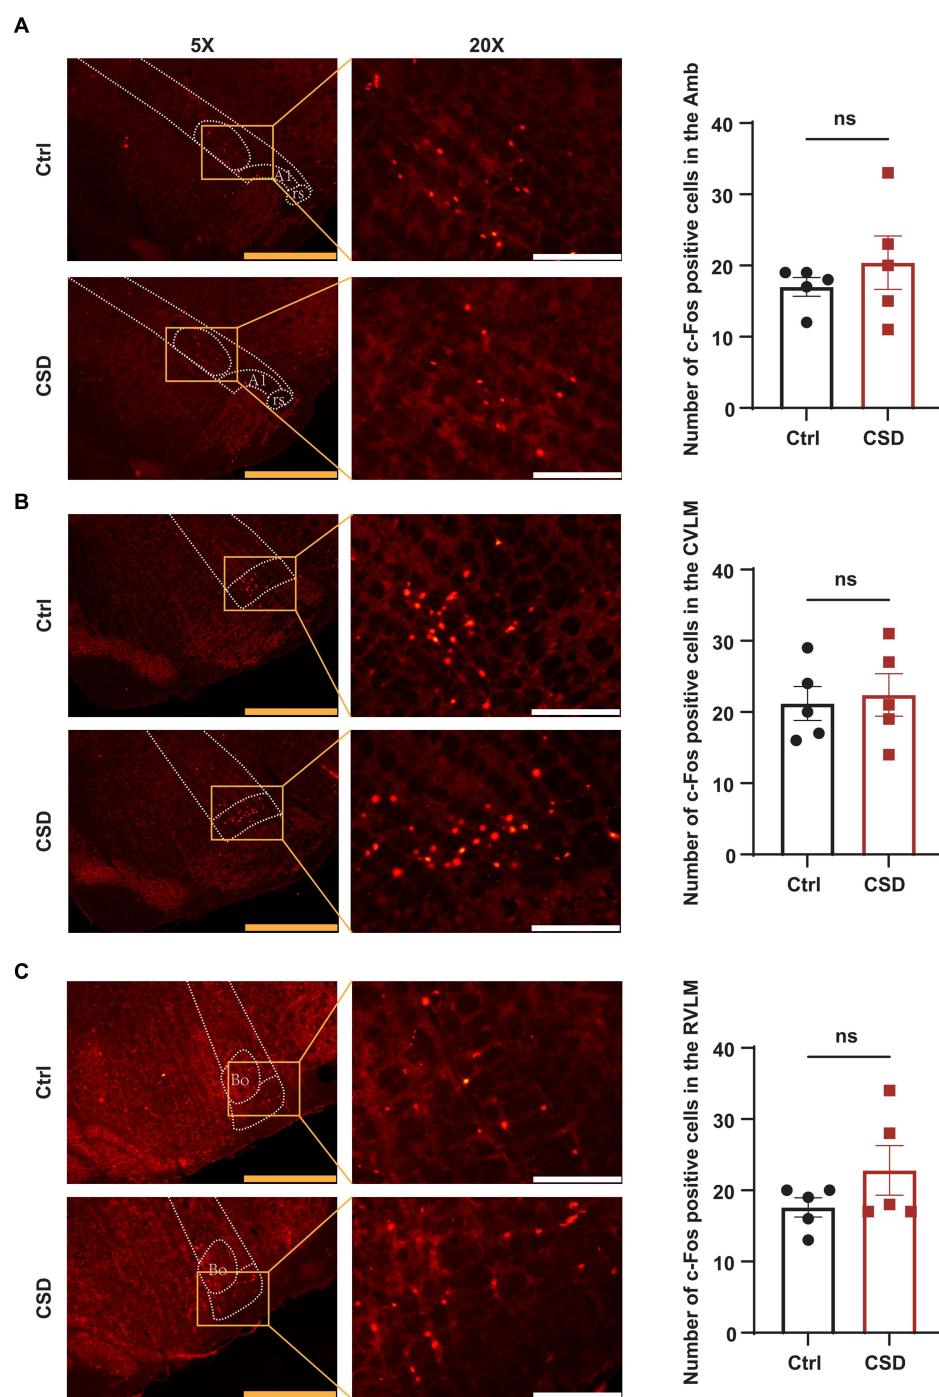 A
5X
20X
Ctrl
A1
rs
CSD
A1
rs
Number of c-Fos positive cells in the Amb
40
30
20
10
0
ns
Ctrl
CSD
B
Ctrl
CSD
Number of c-Fos positive cells in the CVLM
40
30
20
10
0
ns
Ctrl
CSD
C
Ctrl
Bo
CSD
Bo
Number of c-Fos positive cells in the RVLM
40
30
20
10
0
ns
Ctrl
CSD